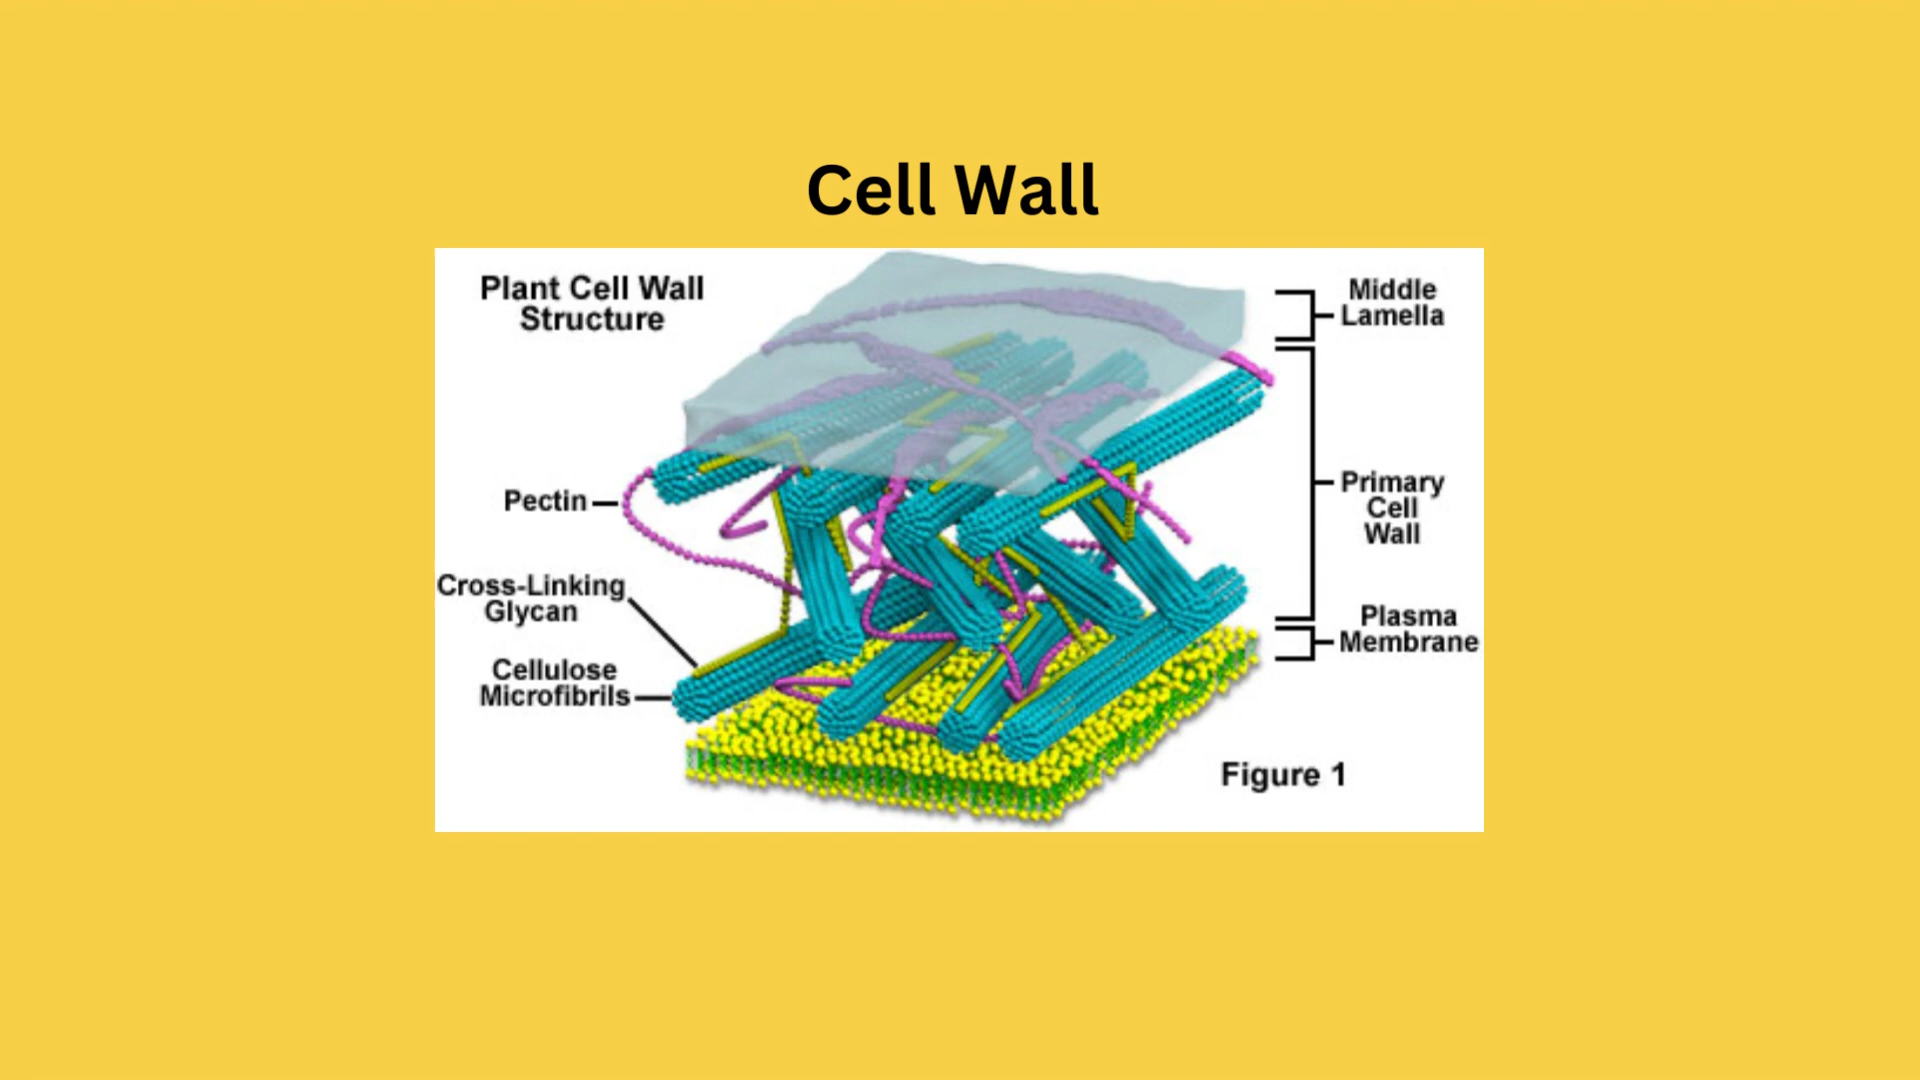 Cell Wall
Plant Cell Wall
Structure
Middle
Lamella
Pectin
Primary
Cell
Wall
Cross-Linking
Glycan
Plasma
Membrane
Cellulose
Microfibrils
Figure 1